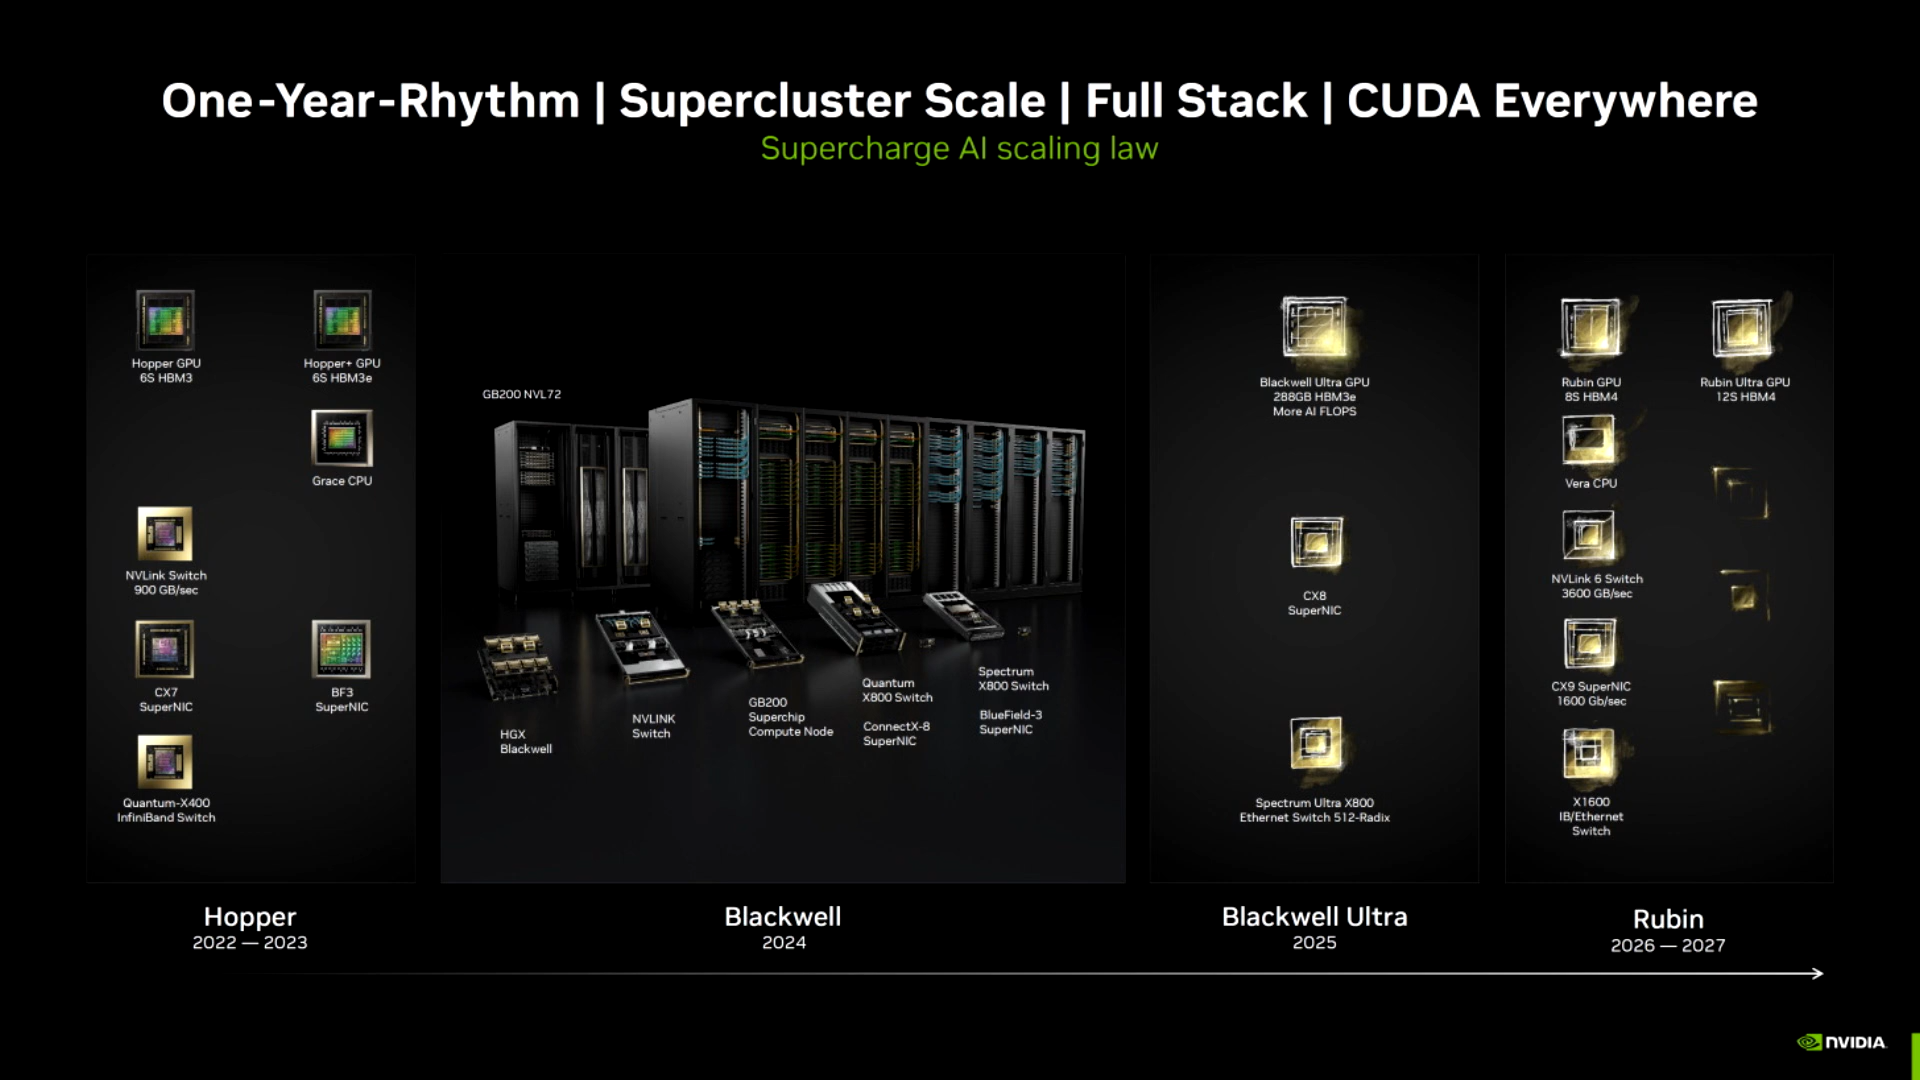 One-Year-Rhythm | Supercluster Scale | Full Stack | CUDA Everywhere
Supercharge AI scaling law
Hopper GPU
6S HBM3
Hopper+ GPU
6S HBM3e
Grace CPU
NVLink Switch
900 GB/sec
CX7
SuperNIC
BF3
SuperNIC
Quantum-X400
InfiniBand Switch
GB200 NVL72
HGX
Blackwell
NVLINK
Switch
GB200
Superchip
Compute Node
Quantum
X800 Switch
ConnectX-8
SuperNIC
Spectrum
X800 Switch
BlueField-3
SuperNIC
Blackwell Ultra GPU
288GB HBM3e
More AI FLOPS
CX8
SuperNIC
Spectrum Ultra X800
Ethernet Switch 512-Radix
Rubin GPU
8S HBM4
Rubin Ultra GPU
12S HBM4
Vera CPU
NVLink 6 Switch
3600 GB/sec
CX9 SuperNIC
1600 Gb/sec
X1600
IB/Ethernet
Switch
Hopper
2022 — 2023
Blackwell
2024
Blackwell Ultra
2025
Rubin
2026 — 2027
NVIDIA